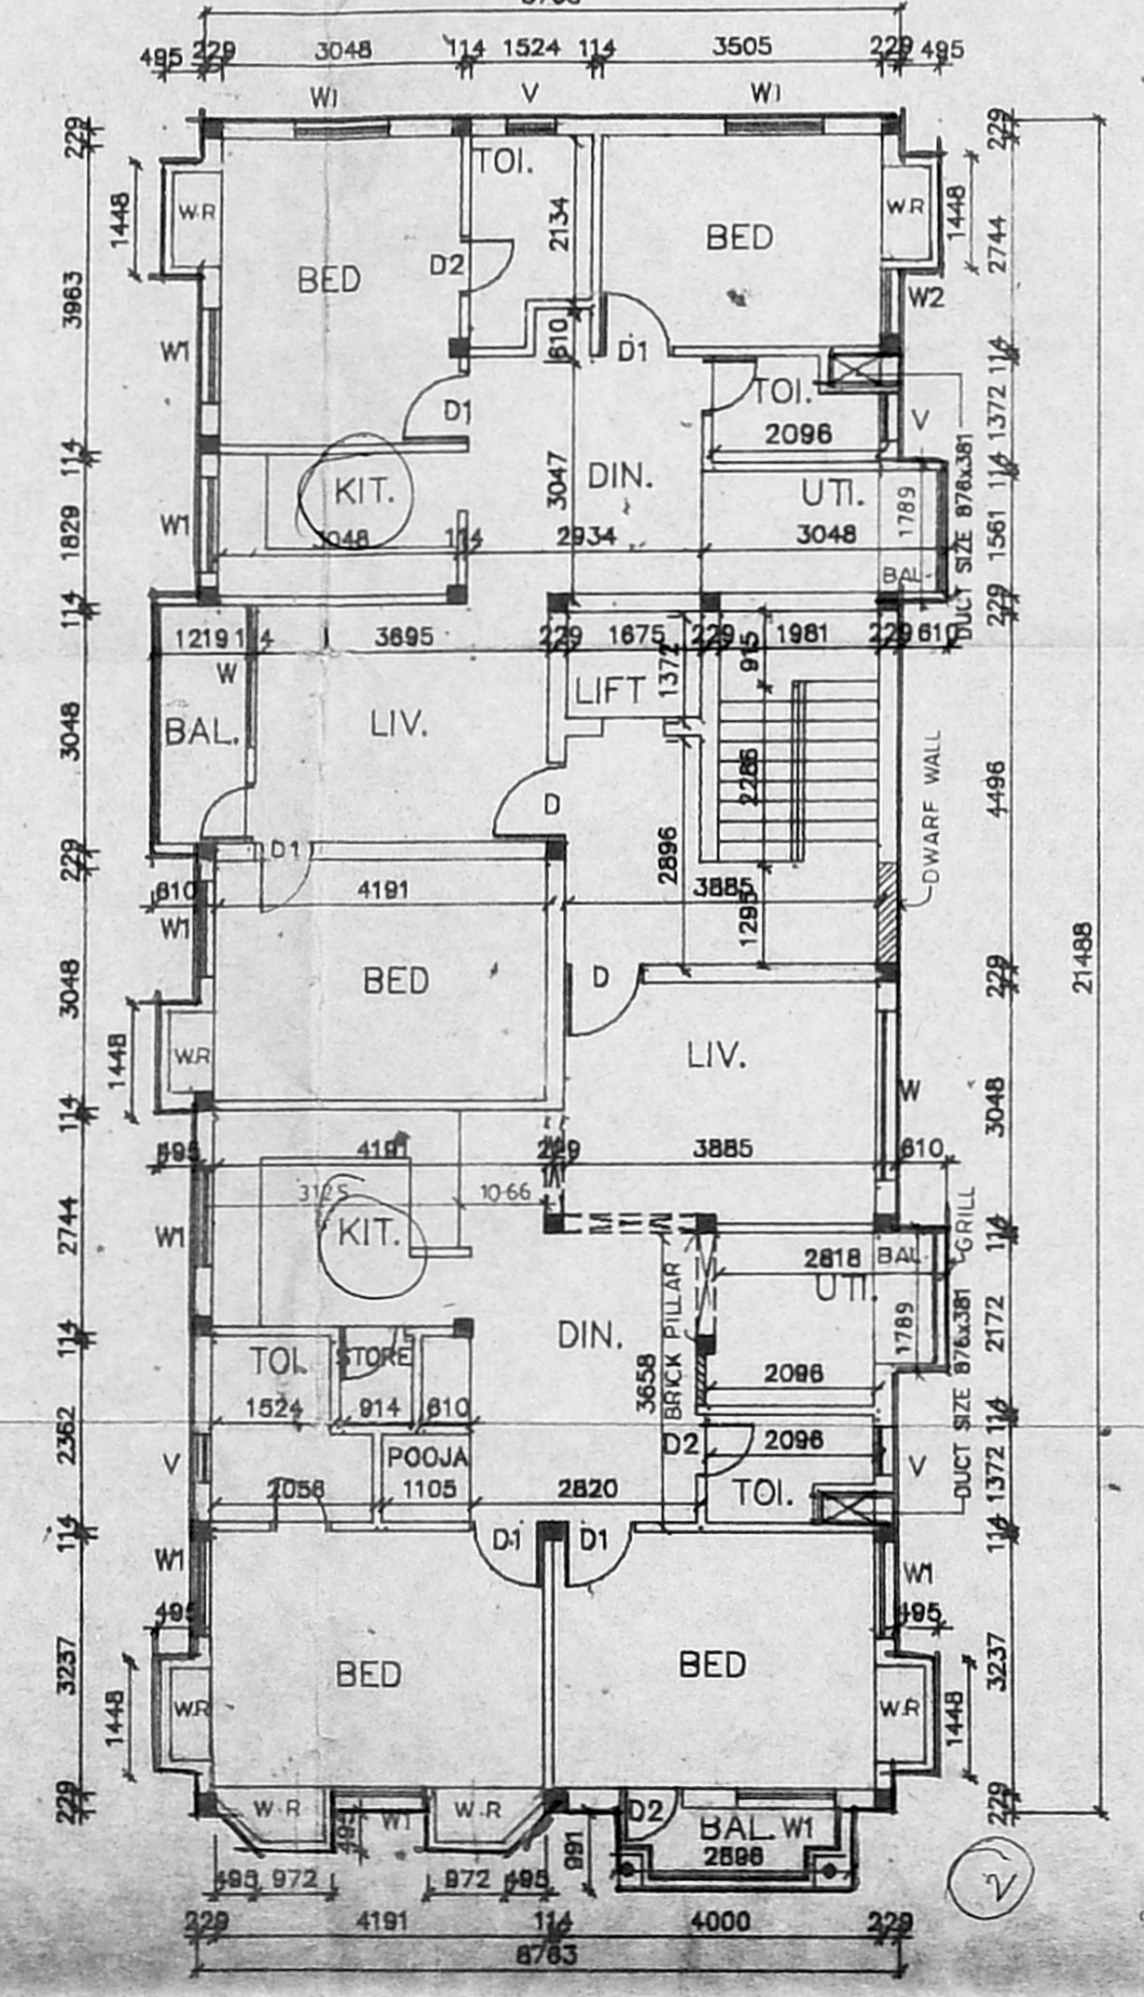 495 229 3048 114 1524 114 3505 229 495
W1 V W1
229 TOI. 229
W.R W.R
1448 2134 BED 1448 2744
BED D2
3963 W2
W1 610 D1 114
D1 TOI. V 1372
114 2096 114
KIT. DIN. UTI. 1789
W1 3047 DUCT SIZE 876x381
1829 3048 114 2934 3048 1561
BAL.
114 229
1219 114 3695 229 1675 229 1981 229 610
W 1372 915
LIFT
3048 BAL. LIV.
2286 DWARF WALL 4496
D
229 D1 2896
610 4191 3885
W1 1295
BED D 229
3048 21488
LIV.
1448 W.R
W 3048
114
495 4191 229 3885 610
3125 10-66
KIT. GRILL
2744 W1 114
2818 BAL.
UTI.
DIN. BRICK PILLAR 1789 2172
114 TOI. STORE DUCT SIZE 876x381
3658 2096
1524 914 610 114
2362 POOJA D2 2096
V V 1372
2058 1105 2820 TOI.
114 D1 D1 114
W1 W1
495 495
3237 BED BED 3237
1448 W.R W.R 1448
229 W.R W1 W.R D2 BAL. W1 229
495 991 2896
495 972 972 495 2
229 4191 114 4000 229
8763